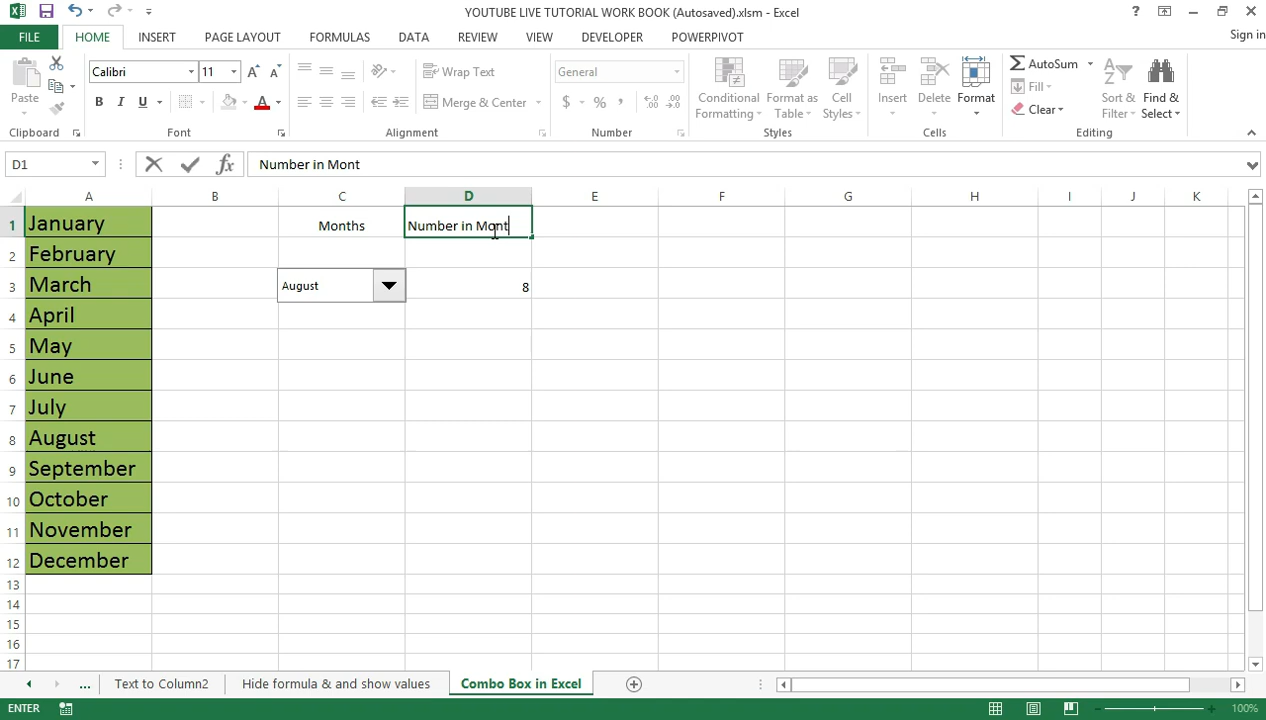 YOUTUBE LIVE TUTORIAL WORK BOOK (Autosaved).xlsm - Excel
?
FILE HOME INSERT PAGE LAYOUT FORMULAS DATA REVIEW VIEW DEVELOPER POWERPIVOT Sign in
Calibri 11 A A Wrap Text General Σ AutoSum
Paste B I U A Merge & Center $ % , .00 Conditional Formatting Format as Table Cell Styles Insert Delete Format Fill Clear Sort & Filter Find & Select
Clipboard Font Alignment Number Styles Cells Editing
D1 fx Number in Mont
A B C D E F G H I J K
1 January Months Number in Mont
2 February
3 March August 8
4 April
5 May
6 June
7 July
8 August
9 September
10 October
11 November
12 December
13
14
15
16
17
... Text to Column2 Hide formula & and show values Combo Box in Excel
ENTER 100%